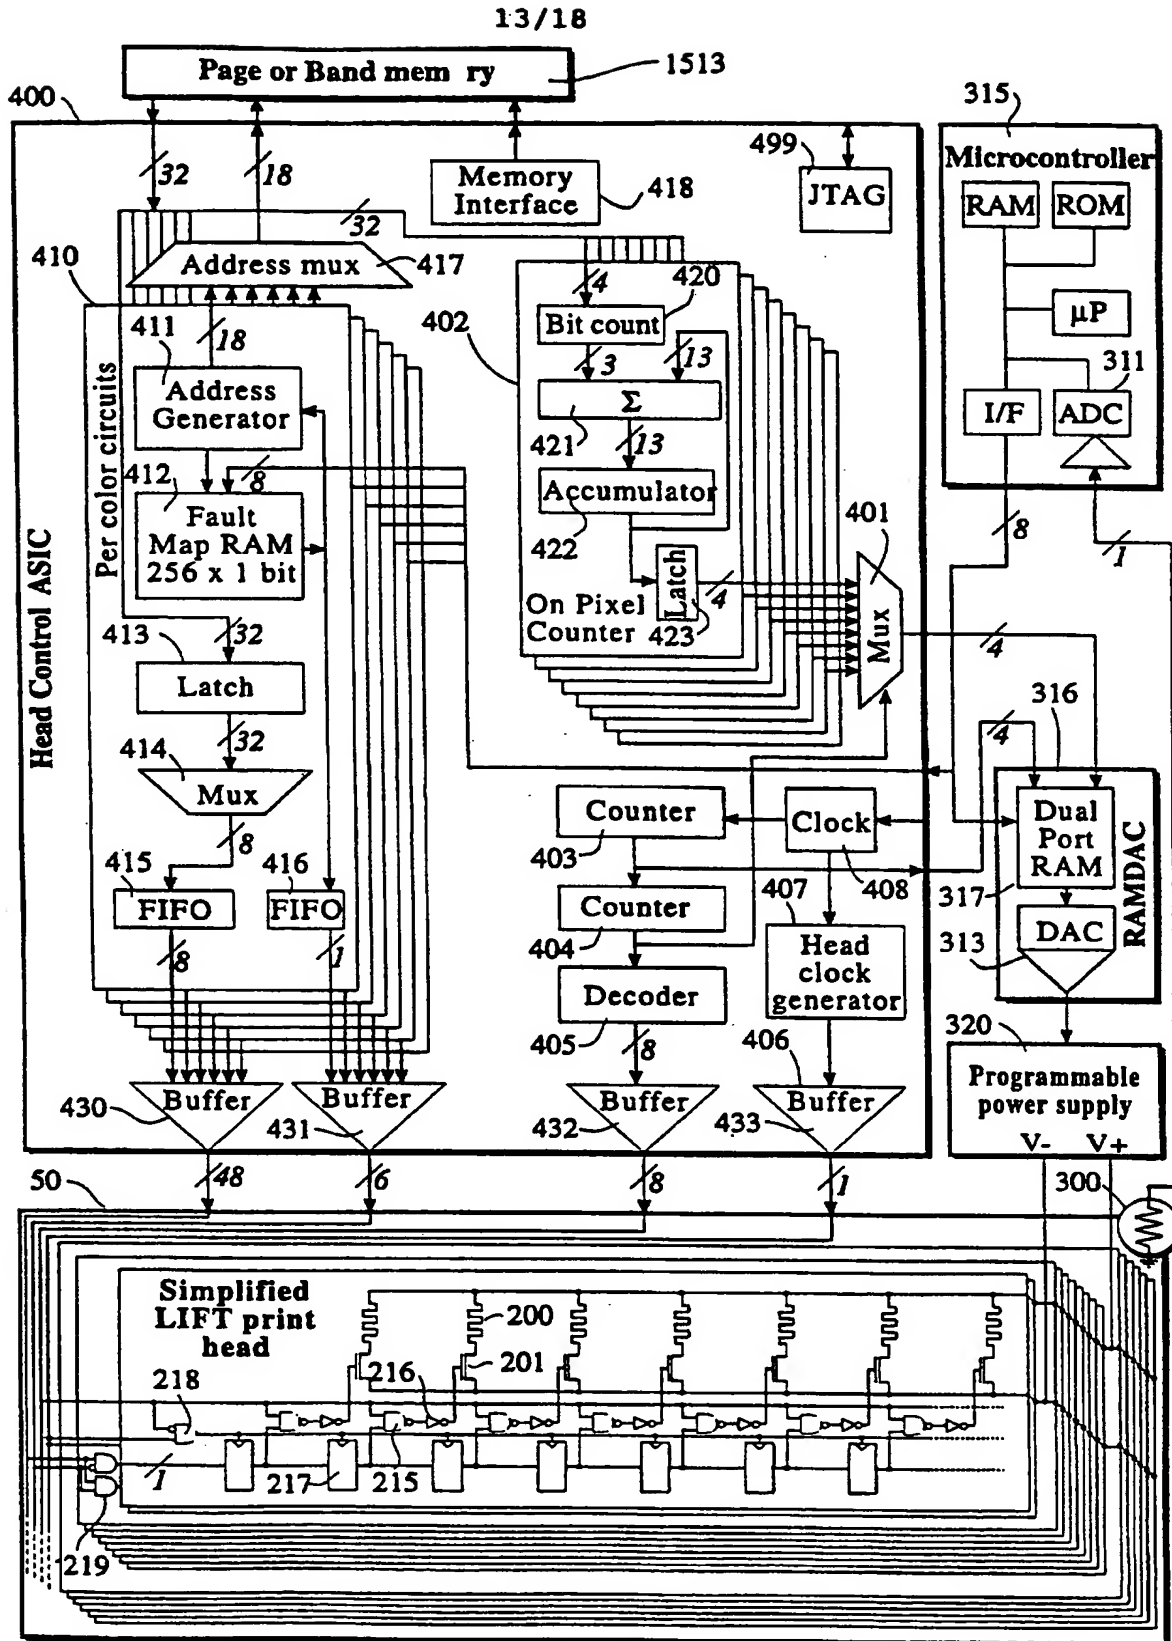 13/18
Page or Band mem ry
1513
400
315
32
18
Memory
Interface
418
499
JTAG
Microcontroller
RAM
ROM
32
410
Address mux
417
4
420
μP
411
18
402
Bit count
3
13
311
Address
Generator
Σ
I/F
ADC
421
13
412
8
Fault
Map RAM
256 x 1 bit
Accumulator
401
8
1
422
Latch
4
On Pixel
Counter
423
Mux
Per color circuits
Head Control ASIC
413
32
4
Latch
316
4
414
32
Mux
Counter
Clock
Dual
Port
RAM
8
403
408
415
416
407
317
FIFO
FIFO
Counter
404
DAC
RAMDAC
8
1
Head
clock
generator
313
Decoder
405
8
406
320
Programmable
power supply
V-
V+
Buffer
Buffer
Buffer
Buffer
430
431
432
433
48
6
8
1
50
300
Simplified
LIFT print
head
200
201
216
218
1
217
215
219